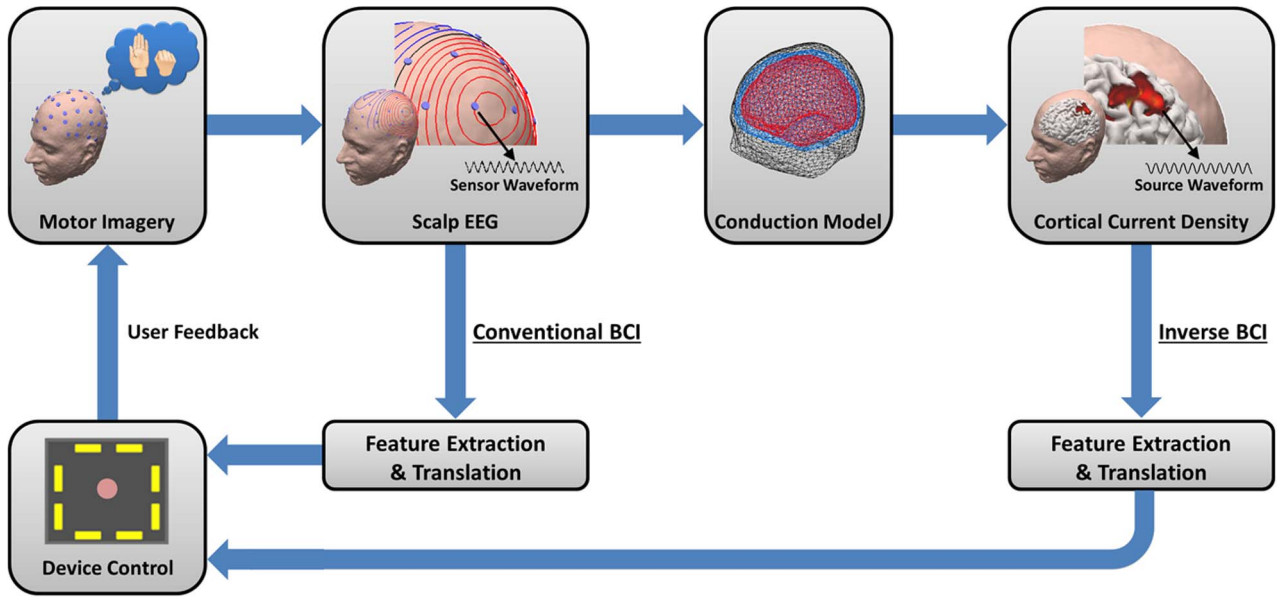 Sensor Waveform
Source Waveform
Motor Imagery
Scalp EEG
Conduction Model
Cortical Current Density
User Feedback
Conventional BCI
Inverse BCI
Feature Extraction
& Translation
Feature Extraction
& Translation
Device Control